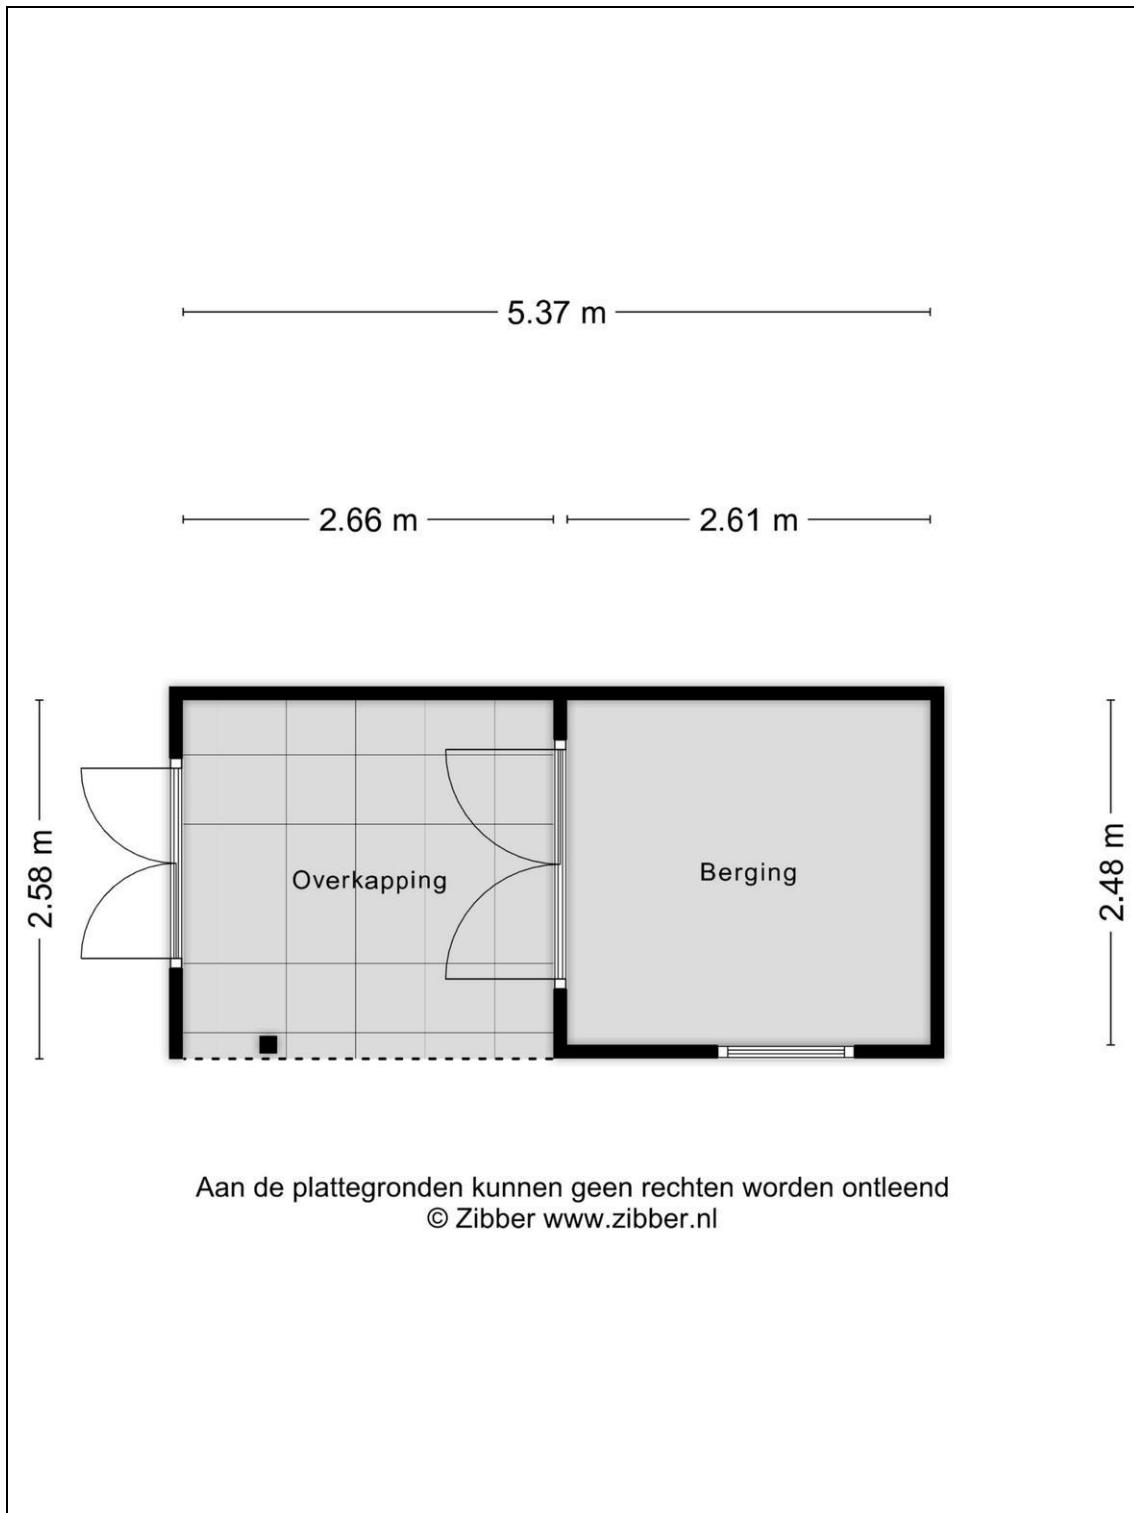 5.37 m
2.66 m
2.61 m
2.58 m
2.48 m
Overkapping
Berging
Aan de plattegronden kunnen geen rechten worden ontleend
© Zibber www.zibber.nl